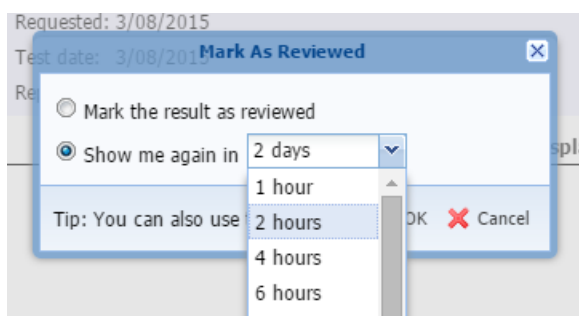 Requested: 3/08/2015
Test date: 3/08/2015
Mark As Reviewed
Mark the result as reviewed
Show me again in 2 days
1 hour
Tip: You can also use
2 hours
Cancel
4 hours
6 hours